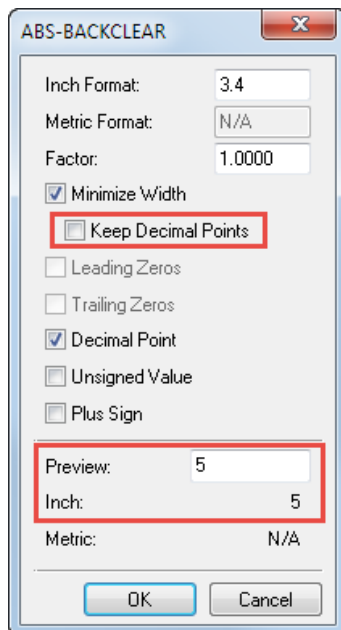 ABS-BACKCLEAR
Inch Format: 3.4
Metric Format: N/A
Factor: 1.0000
Minimize Width
Keep Decimal Points
Leading Zeros
Trailing Zeros
Decimal Point
Unsigned Value
Plus Sign
Preview: 5
Inch: 5
Metric: N/A
OK Cancel